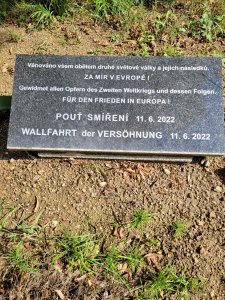 Věnováno všem obětem druhé světové války a jejich následků.
ZA MÍR V EVROPĚ !
Gewidmet allen Opfern des Zweiten Weltkriegs und dessen Folgen.
FÜR DEN FRIEDEN IN EUROPA !
POUŤ SMÍŘENÍ 11. 6. 2022
WALLFAHRT der VERSÖHNUNG 11. 6. 2022